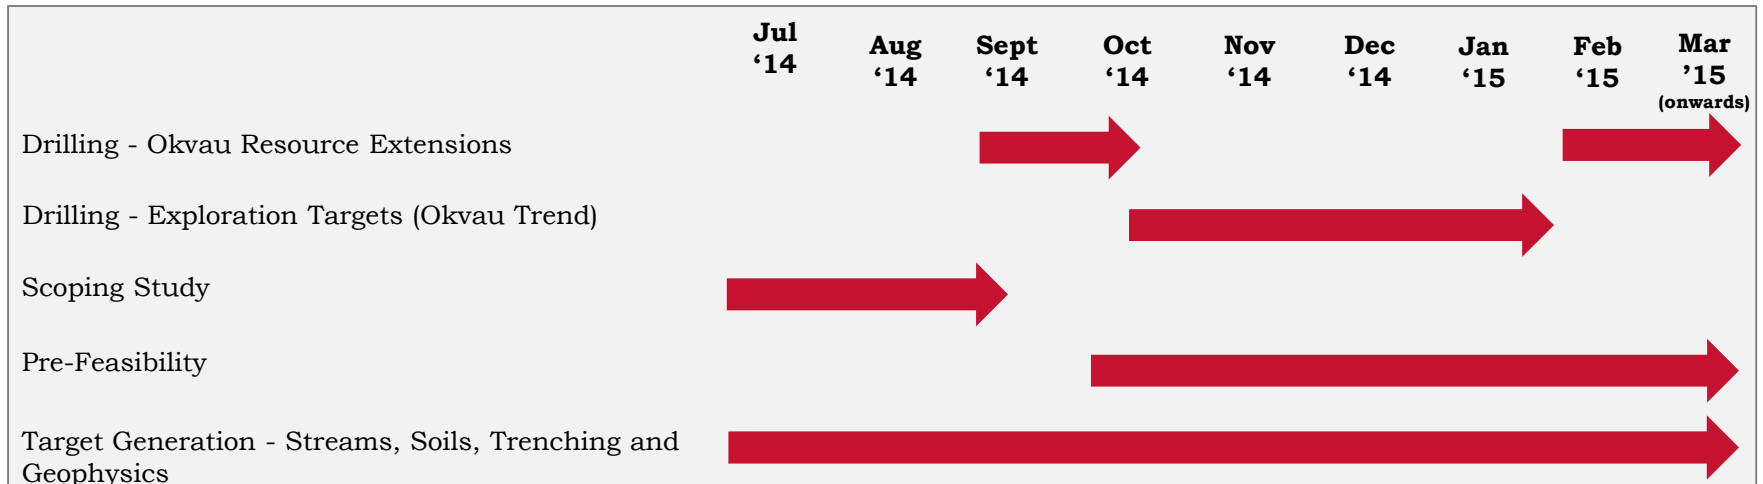 Jul Aug Sept Oct Nov Dec Jan Feb Mar
‘14 ‘14 ‘14 ‘14 ‘14 ‘14 ‘15 ‘15 ’15
(onwards)
Drilling - Okvau Resource Extensions
Drilling - Exploration Targets (Okvau Trend)
Scoping Study
Pre-Feasibility
Target Generation - Streams, Soils, Trenching and
Geophysics